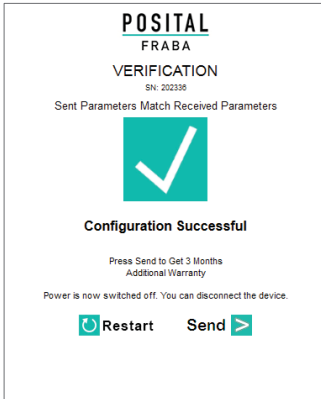 POSITAL
FRABA
VERIFICATION
SN: 202336
Sent Parameters Match Received Parameters
Configuration Successful
Press Send to Get 3 Months
Additional Warranty
Power is now switched off. You can disconnect the device.
Restart Send >